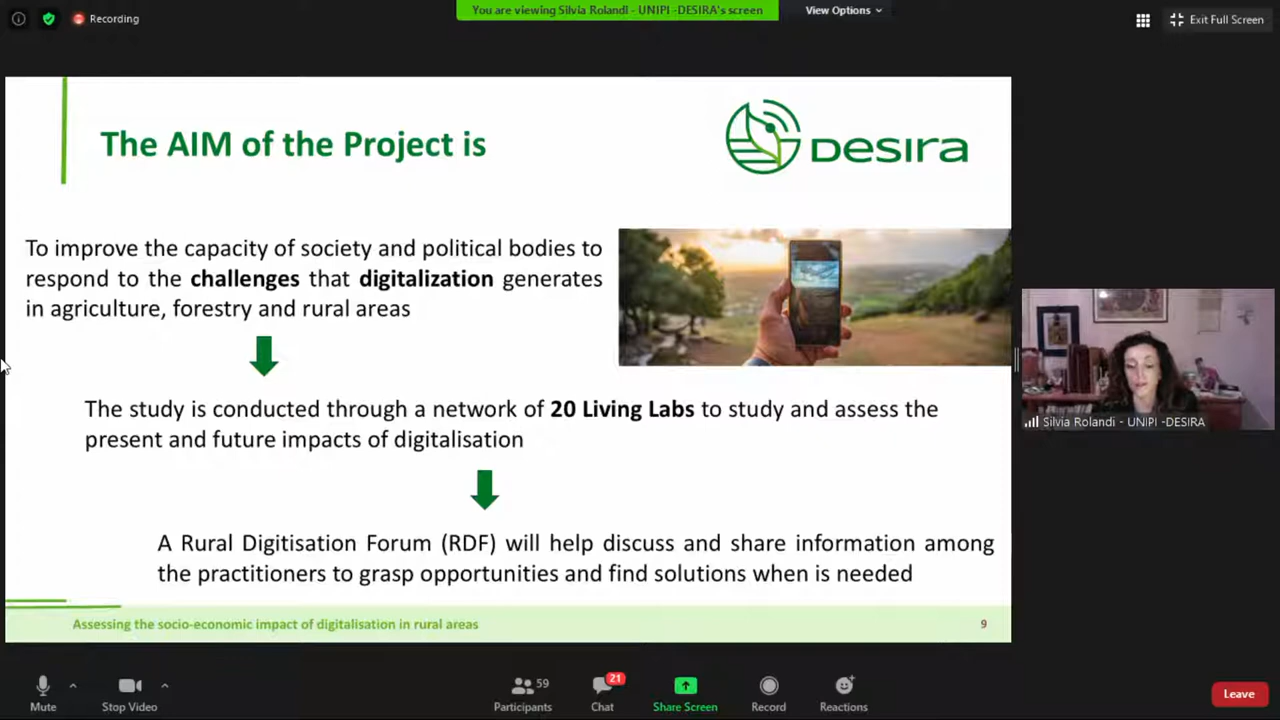 Recording
You are viewing Silvia Rolandi - UNIPI -DESIRA's screen
View Options
Exit Full Screen
The AIM of the Project is
DESIRA
To improve the capacity of society and political bodies to
respond to the challenges that digitalization generates
in agriculture, forestry and rural areas
The study is conducted through a network of 20 Living Labs to study and assess the
present and future impacts of digitalisation
A Rural Digitisation Forum (RDF) will help discuss and share information among
the practitioners to grasp opportunities and find solutions when is needed
Assessing the socio-economic impact of digitalisation in rural areas
9
Silvia Rolandi - UNIPI -DESIRA
Mute
Stop Video
59
Participants
21
Chat
Share Screen
Record
Reactions
Leave